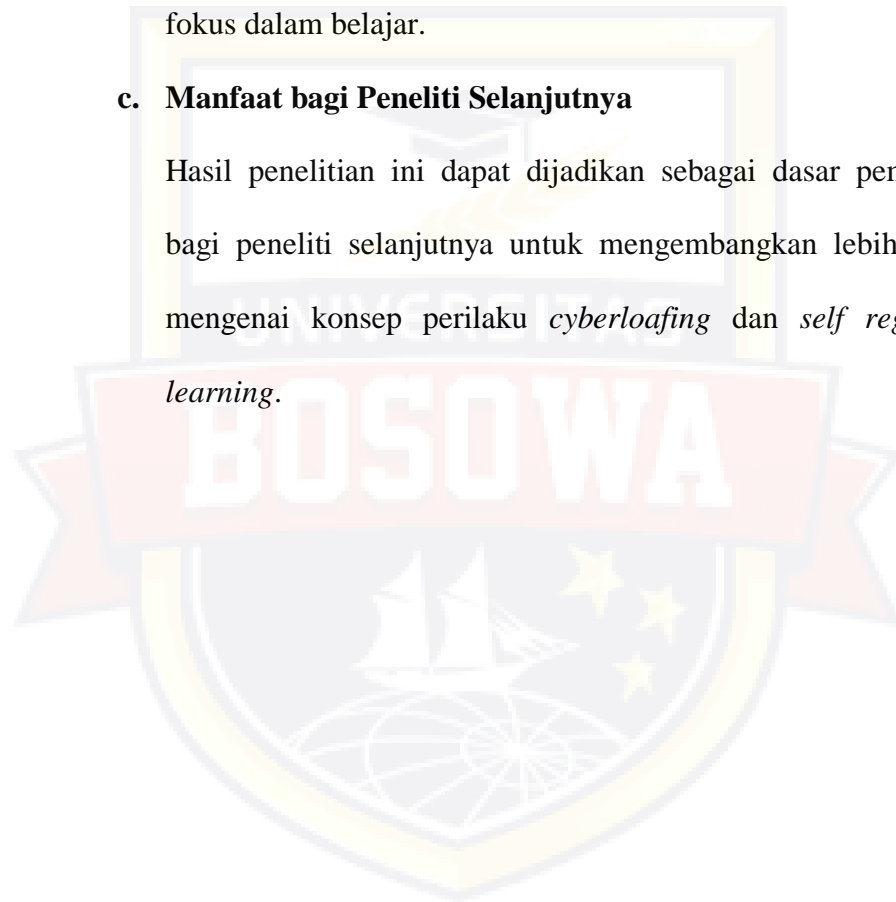 fokus dalam belajar.
c. Manfaat bagi Peneliti Selanjutnya
Hasil penelitian ini dapat dijadikan sebagai dasar
bagi peneliti selanjutnya untuk mengembangkan lebih
mengenai konsep perilaku cyberloafing dan self
learning.
UNIVERSITAS
BOSOWA